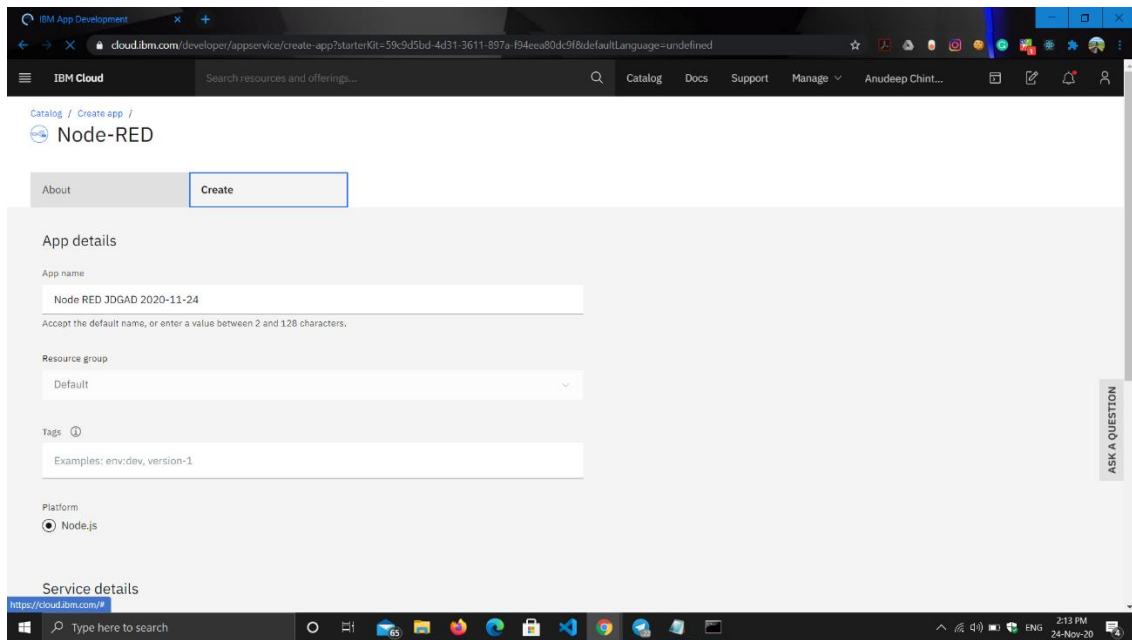 IBM App Development
cloud.ibm.com/developer/appservice/create-app?starterKit=59c9d5bd-4d31-3611-897a-f94eea80dc9f&defaultLanguage=undefined
IBM Cloud
Search resources and offerings...
Catalog
Docs
Support
Manage
Anudeep Chint...
Catalog / Create app /
Node-RED
About
Create
App details
App name
Node RED JDGAD 2020-11-24
Accept the default name, or enter a value between 2 and 128 characters.
Resource group
Default
Tags
Examples: env:dev, version-1
Platform
Node.js
Service details
ASK A QUESTION
https://cloud.ibm.com/#
Type here to search
65
ENG
2:13 PM
24-Nov-20
4